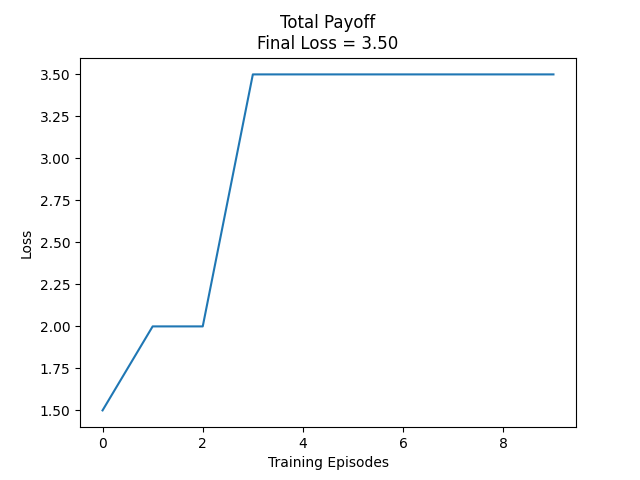 Total Payoff
Final Loss = 3.50
3.50
3.25
3.00
2.75
2.50
2.25
2.00
1.75
1.50
Loss
0 2 4 6 8
Training Episodes